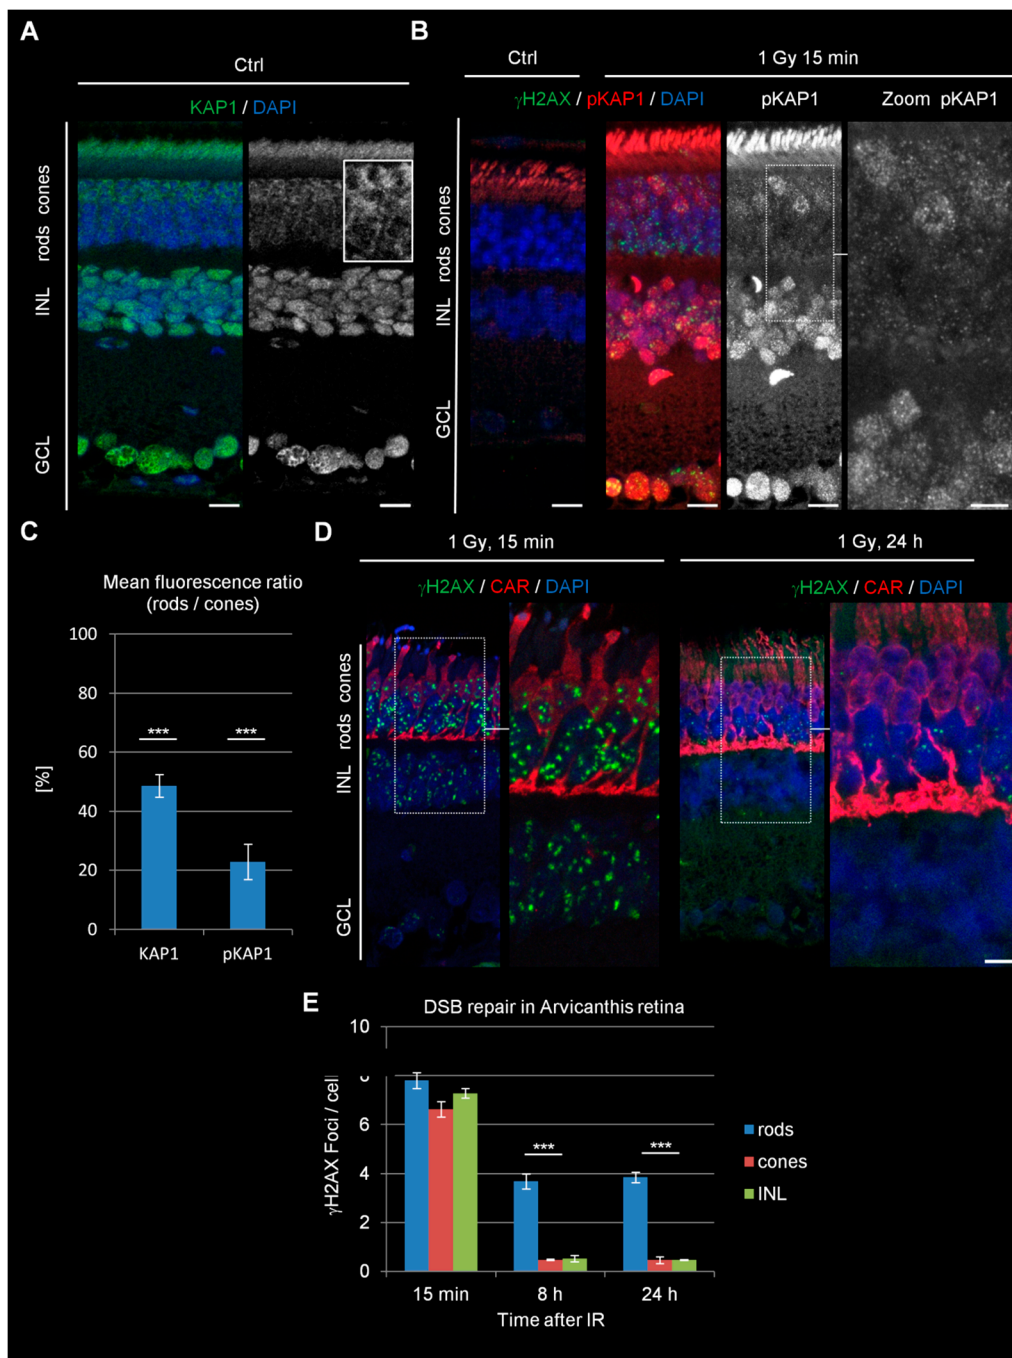 A
Ctrl
KAP1 / DAPI
cones
rods
INL
GCL
B
Ctrl
1 Gy 15 min
γH2AX / pKAP1 / DAPI
pKAP1
Zoom pKAP1
cones
rods
INL
GCL
C
Mean fluorescence ratio
(rods / cones)
[%]
100
80
60
40
20
0
***
***
KAP1
pKAP1
D
1 Gy, 15 min
1 Gy, 24 h
γH2AX / CAR / DAPI
γH2AX / CAR / DAPI
cones
rods
INL
GCL
E
DSB repair in Arvicanthis retina
γH2AX Foci / cell
10
6
4
2
0
***
***
rods
cones
INL
15 min
8 h
24 h
Time after IR